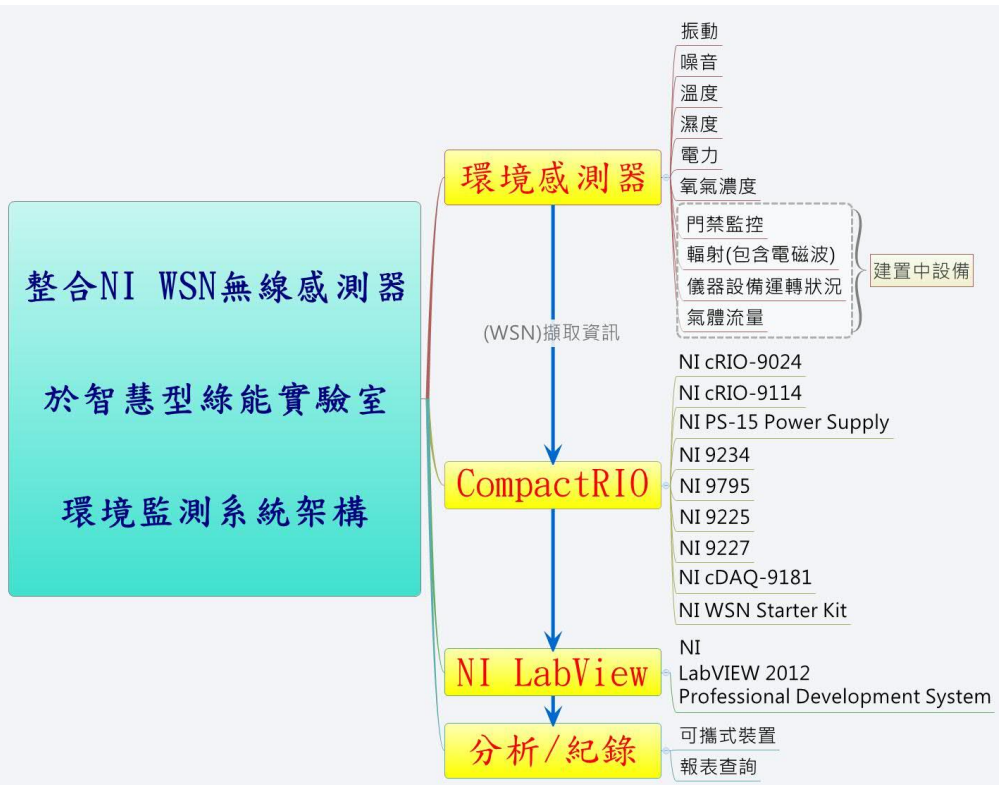 整合NI WSN無線感測器
於智慧型綠能實驗室
環境監測系統架構
環境感測器
振動
噪音
溫度
濕度
電力
氧氣濃度
門禁監控
輻射(包含電磁波)
儀器設備運轉狀況
氣體流量
建置中設備
(WSN)擷取資訊
CompactRIO
NI cRIO-9024
NI cRIO-9114
NI PS-15 Power Supply
NI 9234
NI 9795
NI 9225
NI 9227
NI cDAQ-9181
NI WSN Starter Kit
NI LabView
NI
LabVIEW 2012
Professional Development System
分析/紀錄
可攜式裝置
報表查詢